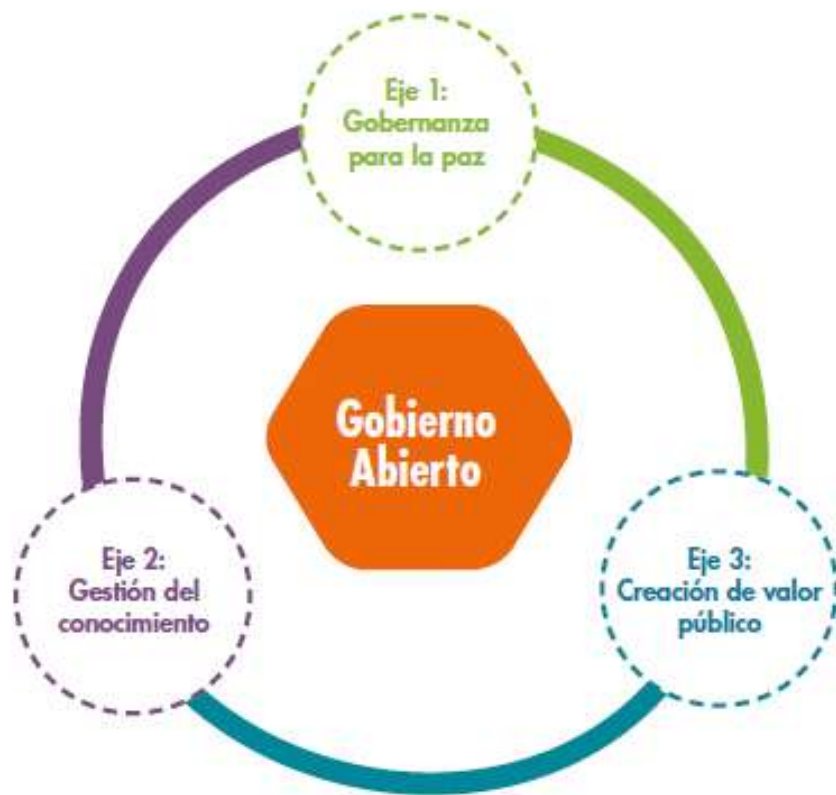 Eje 1:
Gobernanza
para la paz
Gobierno
Abierto
Eje 2:
Gestión del
conocimiento
Eje 3:
Creación de valor
público